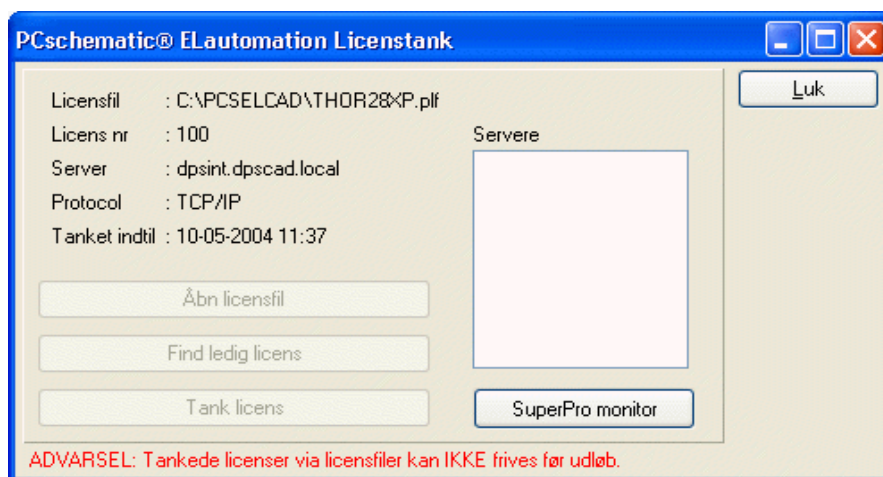 PCschematic® ELautomation Licenstank
Luk
Licensfil : C:\PCSELCAD\THOR28XP.plf
Licens nr : 100
Servere
Server : dpsint.dpscad.local
Protocol : TCP/IP
Tanket indtil : 10-05-2004 11:37
Åbn licensfil
Find ledig licens
Tank licens
SuperPro monitor
ADVARSEL: Tankede licenser via licensfiler kan IKKE frives før udløb.